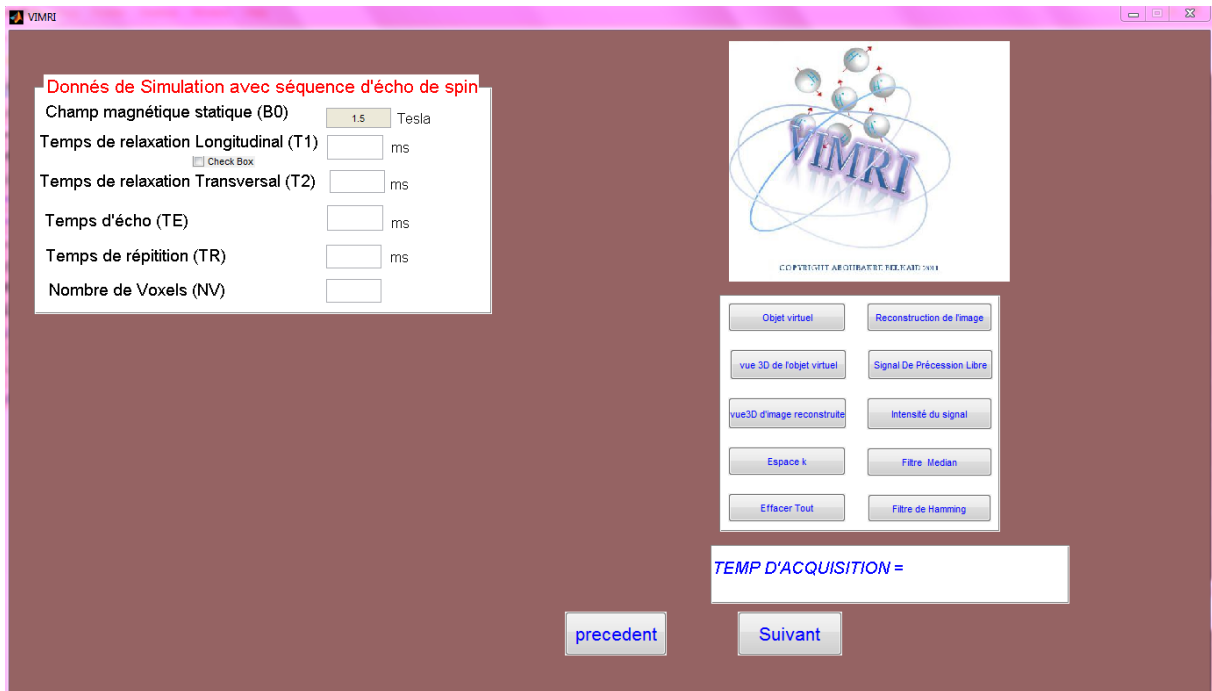 VIMRI
Donnés de Simulation avec séquence d'écho de spin
Champ magnétique statique (B0) 1.5 Tesla
Temps de relaxation Longitudinal (T1) ms
Check Box
Temps de relaxation Transversal (T2) ms
Temps d'écho (TE) ms
Temps de répitition (TR) ms
Nombre de Voxels (NV)
VIMRI
COPYRIGHT ABOUBAKRE BELKAID 2011
Objet virtuel
Reconstruction de l'image
vue 3D de l'objet virtuel
Signal De Précession Libre
vue3D d'image reconstruite
Intensité du signal
Espace k
Filtre Median
Effacer Tout
Filtre de Hamming
TEMP D'ACQUISITION =
precedent
Suivant